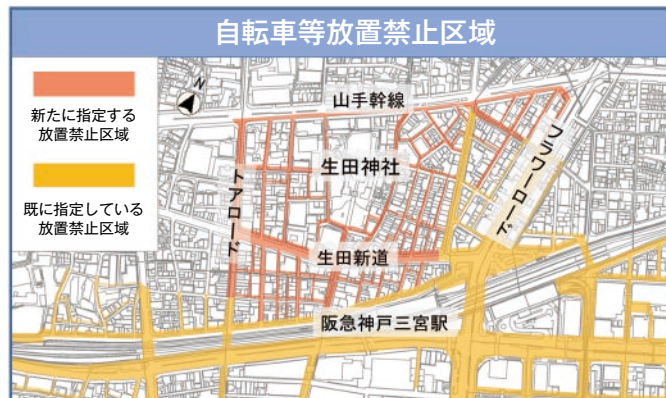 自転車等放置禁止区域
新たに指定する
放置禁止区域
既に指定している
放置禁止区域
N
山手幹線
生田神社
トアロード
フラワーロード
生田新道
阪急神戸三宮駅